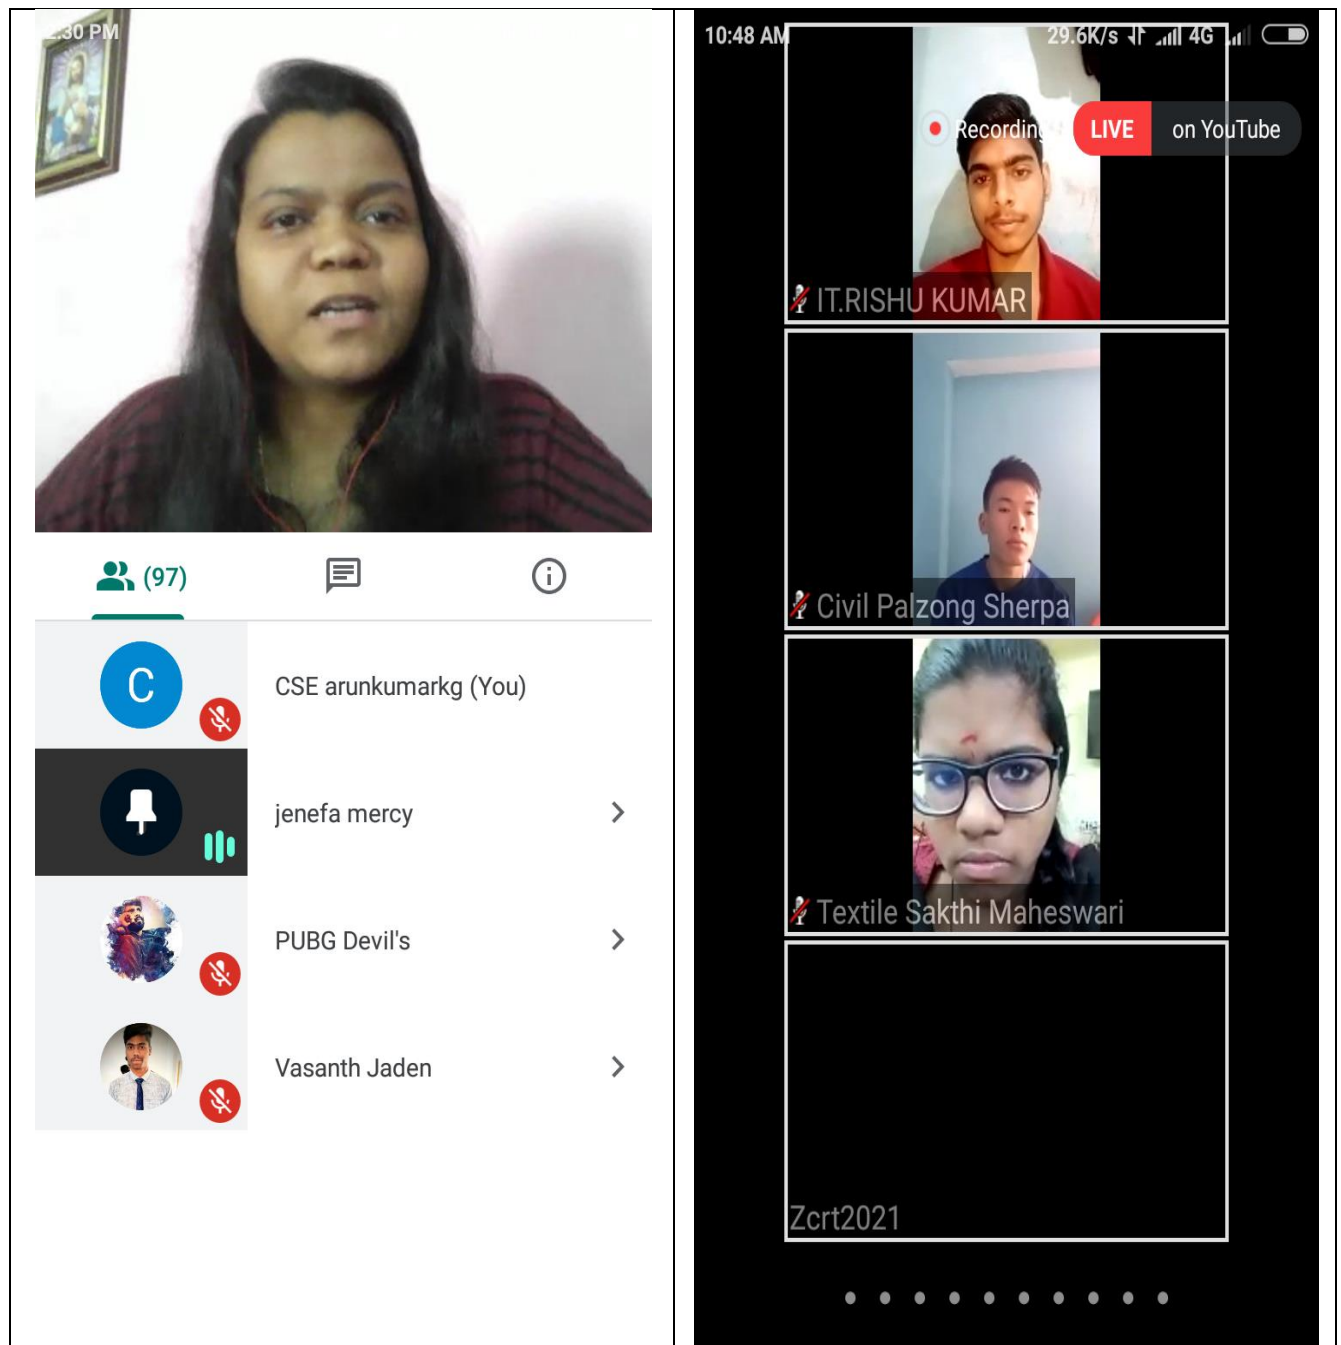 2:30 PM
(97)
C
CSE arunkumarkg (You)
jenefa mercy
PUBG Devil's
Vasanth Jaden
10:48 AM
29.6K/s 4G
Recording LIVE on YouTube
IT.RISHU KUMAR
Civil Palzong Sherpa
Textile Sakthi Maheswari
Zcrt2021